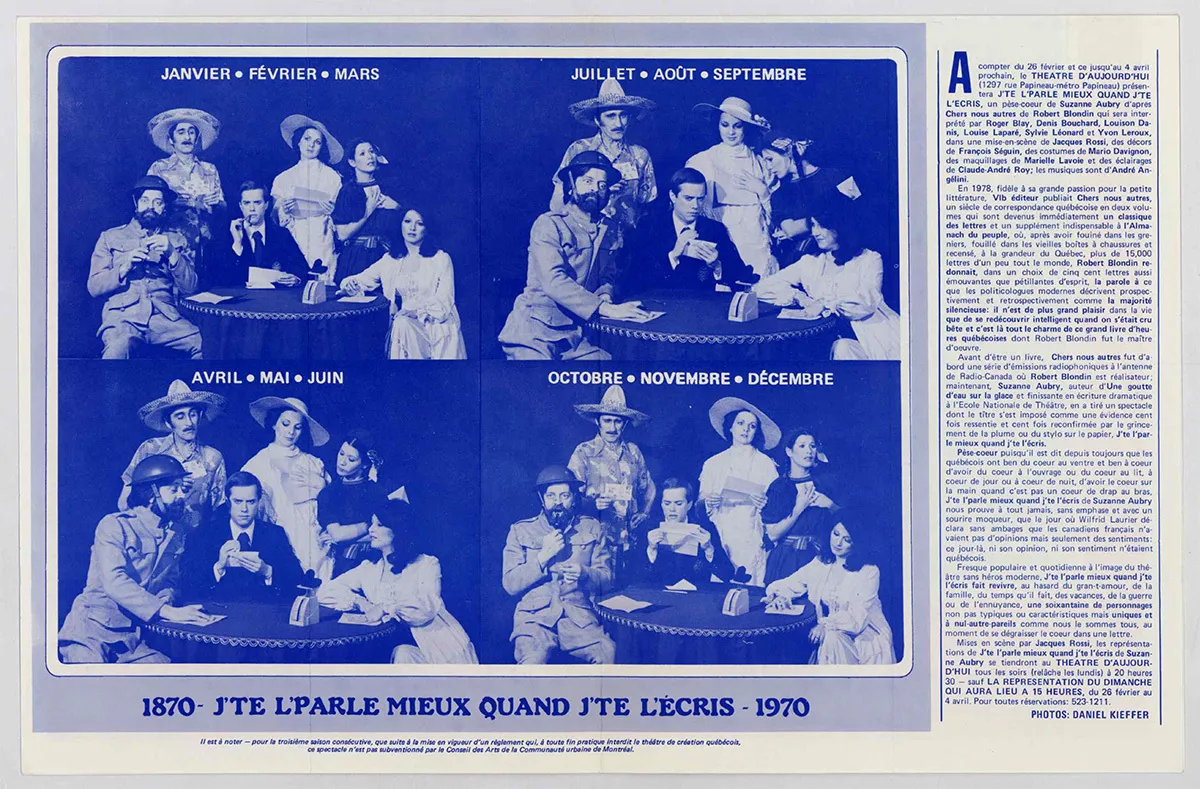 JANVIER • FÉVRIER • MARS
JUILLET • AOÛT • SEPTEMBRE
AVRIL • MAI • JUIN
OCTOBRE • NOVEMBRE • DÉCEMBRE
1870- J'TE L'PARLE MIEUX QUAND J'TE L'ÉCRIS - 1970
Il est à noter — pour la troisième saison consécutive, que suite à la mise en vigueur d'un règlement qui, à toute fin pratique interdit le théâtre de création québécois,
ce spectacle n'est pas subventionné par le Conseil des Arts de la Communauté urbaine de Montréal.
A compter du 26 février et ce jusqu'au 4 avril
prochain, le THEATRE D'AUJOURD'HUI
(1297 rue Papineau-métro Papineau) présen-
tera J'TE L'PARLE MIEUX QUAND J'TE
L'ECRIS, un pèse-coeur de Suzanne Aubry d'après
Chers nous autres de Robert Blondin qui sera inter-
prété par Roger Blay, Denis Bouchard, Louison Da-
nis, Louise Laparé, Sylvie Léonard et Yvon Leroux,
dans une mise-en-scène de Jacques Rossi, des décors
de François Séguin, des costumes de Mario Davignon,
des maquillages de Marielle Lavoie et des éclairages
de Claude-André Roy; les musiques sont d'André An-
gélini.
En 1978, fidèle à sa grande passion pour la petite
littérature, Vlb éditeur publiait Chers nous autres,
un siècle de correspondance québécoise en deux volu-
mes qui sont devenus immédiatement un classique
des lettres et un supplément indispensable à l'Alma-
nach du peuple, où, après avoir fouiné dans les gre-
niers, fouillé dans les vieilles boîtes à chaussures et
recensé, à la grandeur du Québec, plus de 15,000
lettres d'un peu tout le monde, Robert Blondin re-
donnait, dans un choix de cinq cent lettres aussi
émouvantes que pétillantes d'esprit, la parole à ce
que les politicologues modernes décrivent prospec-
tivement et retrospectivement comme la majorité
silencieuse: il n'est de plus grand plaisir dans la vie
que de se redécouvrir intelligent quand on s'était cru
bête et c'est là tout le charme de ce grand livre d'heu-
res québécoises dont Robert Blondin fut le maître
d'oeuvre.
Avant d'être un livre, Chers nous autres fut d'a-
bord une série d'émissions radiophoniques à l'antenne
de Radio-Canada où Robert Blondin est réalisateur;
maintenant, Suzanne Aubry, auteur d'Une goutte
d'eau sur la glace et finissante en écriture dramatique
à l'Ecole Nationale de Théâtre, en a tiré un spectacle
dont le titre s'est imposé comme une évidence cent
fois ressentie et cent fois reconfirmée par le grince-
ment de la plume ou du stylo sur le papier, J'te l'par-
le mieux quand j'te l'écris.
Pèse-coeur puisqu'il est dit depuis toujours que les
québécois ont ben du coeur au ventre et ben à coeur
d'avoir du coeur à l'ouvrage ou du coeur au lit, à
coeur de jour ou à coeur de nuit, d'avoir le coeur sur
la main quand c'est pas un coeur de drap au bras,
J'te l'parle mieux quand j'te l'écris de Suzanne Aubry
nous prouve à tout jamais, sans emphase et avec un
sourire moqueur, que le jour où Wilfrid Laurier dé-
clara sans ambages que les canadiens français n'a-
vaient pas d'opinions mais seulement des sentiments:
ce jour-là, ni son opinion, ni son sentiment n'étaient
québécois.
Fresque populaire et quotidienne à l'image du thé-
âtre sans héros moderne, J'te l'parle mieux quand j'te
l'écris fait revivre, au hasard du gran-t-amour, de la
famille, du temps qu'il fait, des vacances, de la guerre
ou de l'ennuyance, une soixantaine de personnages
non pas typiques ou caractéristiques mais uniques et
à nul-autre-pareils comme nous le sommes tous, au
moment de se dégraisser le coeur dans une lettre.
Mises en scène par Jacques Rossi, les représenta-
tions de J'te l'parle mieux quand j'te l'écris de Suzan-
ne Aubry se tiendront au THEATRE D'AUJOUR-
D'HUI tous les soirs (relâche les lundis) à 20 heures
30 — sauf LA REPRESENTATION DU DIMANCHE
QUI AURA LIEU A 15 HEURES, du 26 février au
4 avril. Pour toutes réservations: 523-1211.
PHOTOS: DANIEL KIEFFER